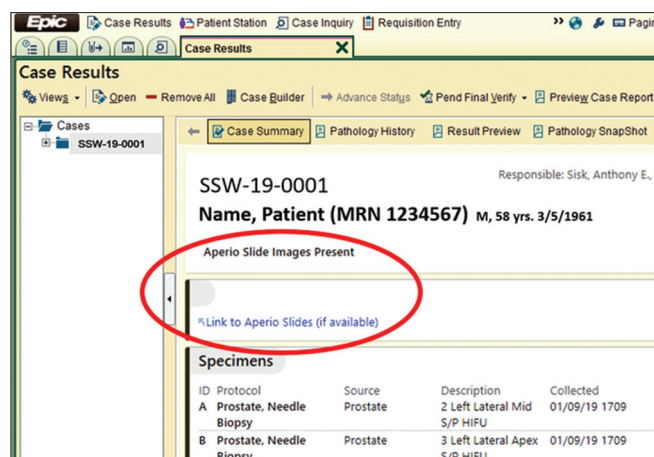 Epic Case Results Patient Station Case Inquiry Requisition Entry >> Pagin
Case Results X
Case Results
Views Open Remove All Case Builder Advance Status Pend Final Verify Preview Case Report
Cases
SSW-19-0001
Case Summary Pathology History Result Preview Pathology SnapShot
SSW-19-0001
Responsible: Sisk, Anthony E.,
Name, Patient (MRN 1234567) M, 58 yrs. 3/5/1961
Aperio Slide Images Present
Link to Aperio Slides (if available)
Specimens
ID Protocol Source Description Collected
A Prostate, Needle Prostate 2 Left Lateral Mid 01/09/19 1709
Biopsy S/P HIFU
B Prostate, Needle Prostate 3 Left Lateral Apex 01/09/19 1709
Biopsy S/P HIFU